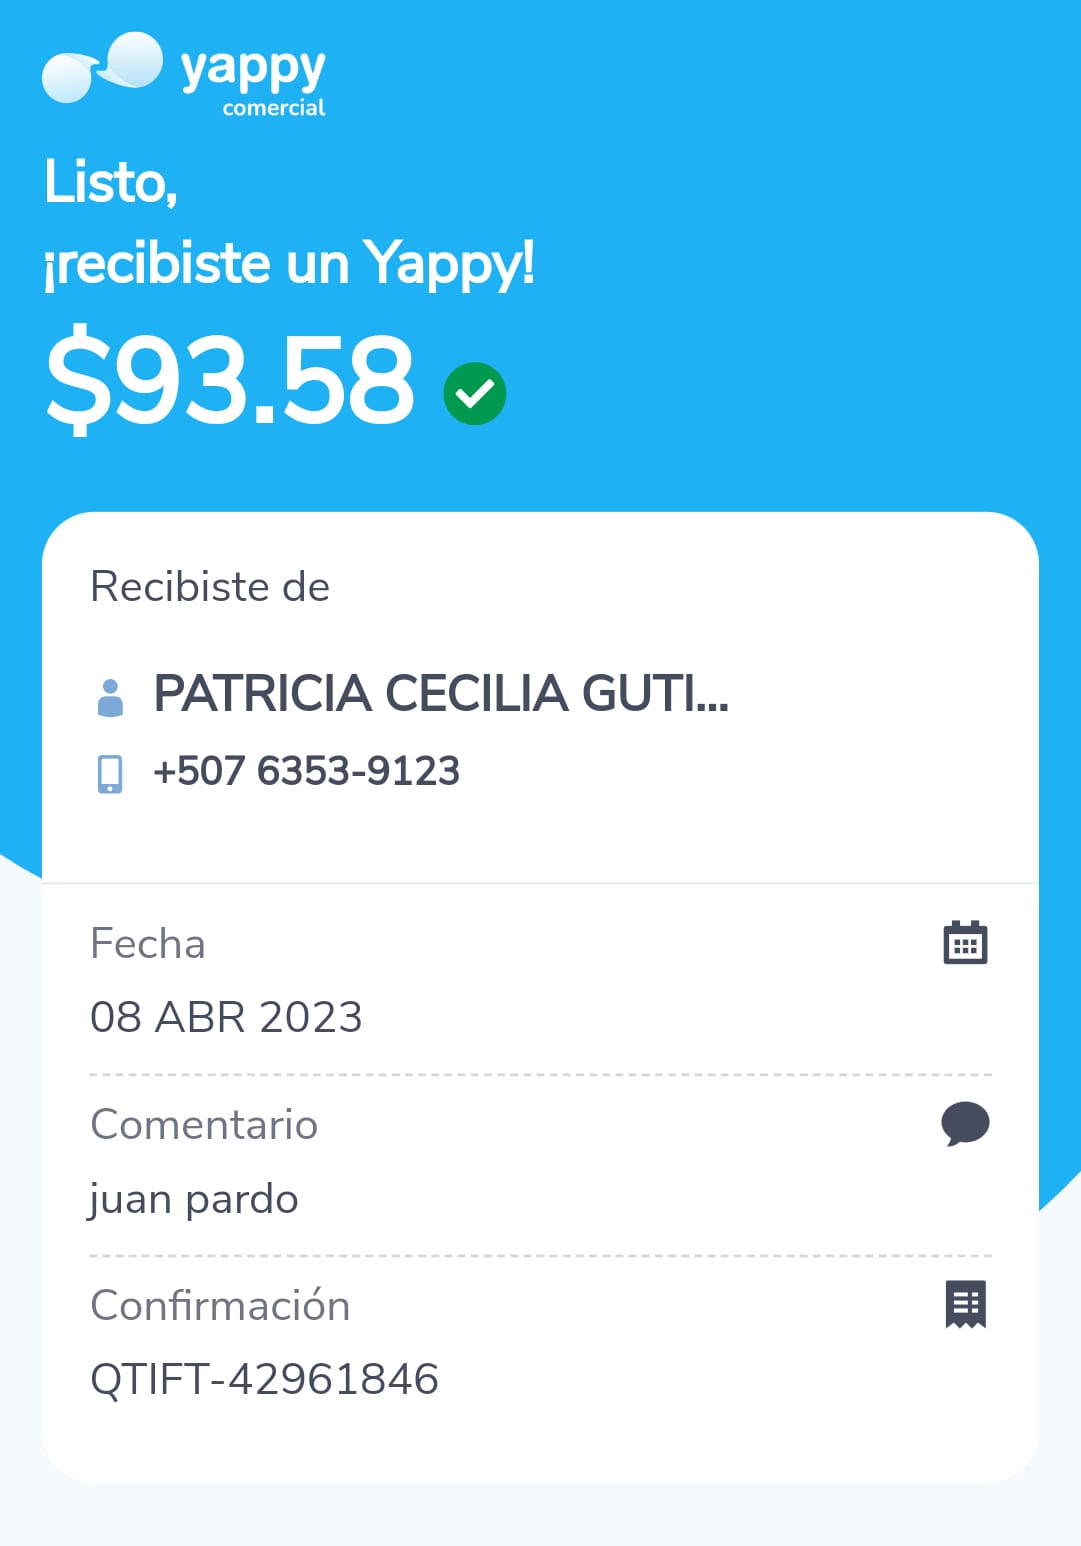 yappy
comercial
Listo,
¡recibiste un Yappy!
$93.58
Recibiste de
PATRICIA CECILIA GUTI...
+507 6353-9123
Fecha
08 ABR 2023
Comentario
juan pardo
Confirmación
QTIFT-42961846